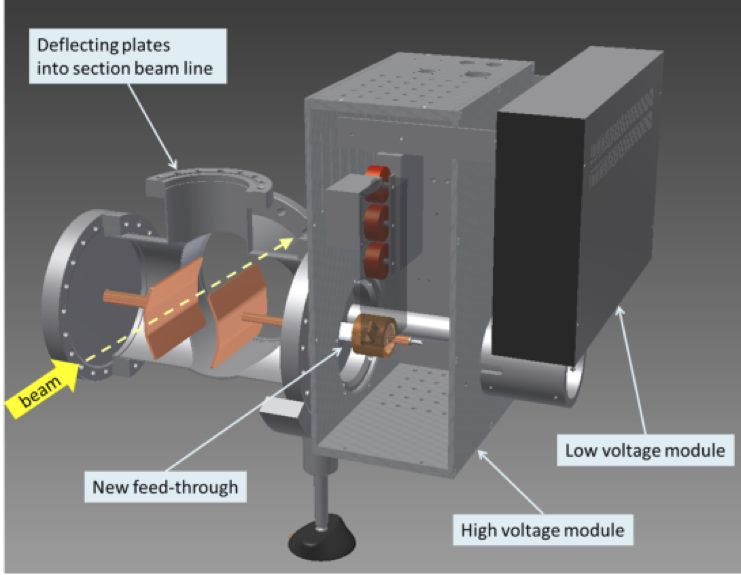 Deflecting plates
into section beam line
beam
New feed-through
Low voltage module
High voltage module